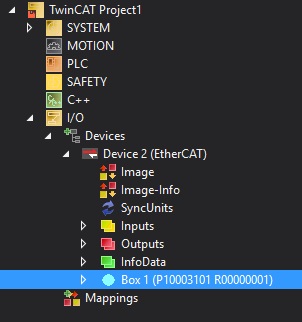 TwinCAT Project1
SYSTEM
MOTION
PLC
SAFETY
C++
I/O
Devices
Device 2 (EtherCAT)
Image
Image-Info
SyncUnits
Inputs
Outputs
InfoData
Box 1 (P10003101 R00000001)
Mappings